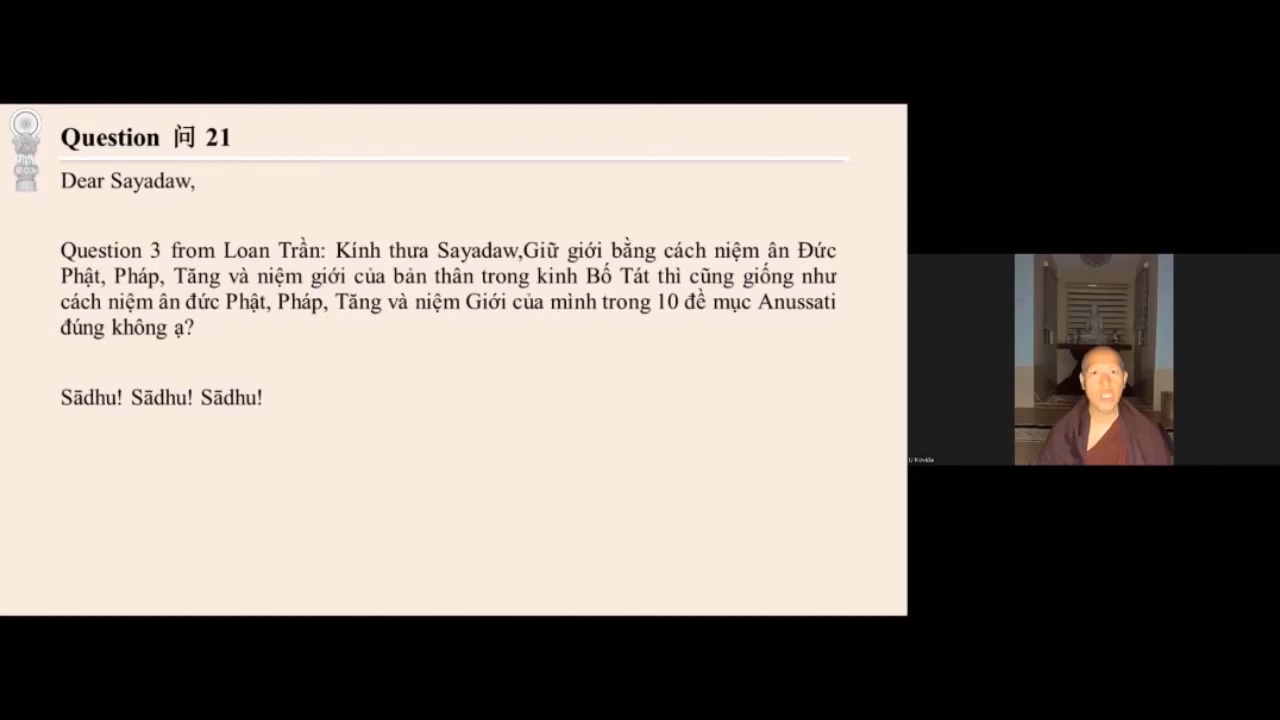 Question 问 21
Dear Sayadaw,
Question 3 from Loan Trần: Kính thưa Sayadaw,Giữ giới bằng cách niệm ân Đức
Phật, Pháp, Tăng và niệm giới của bản thân trong kinh Bố Tát thì cũng giống như
cách niệm ân đức Phật, Pháp, Tăng và niệm Giới của mình trong 10 đề mục Anussati
đúng không ạ?
Sādhu! Sādhu! Sādhu!
U Kovida